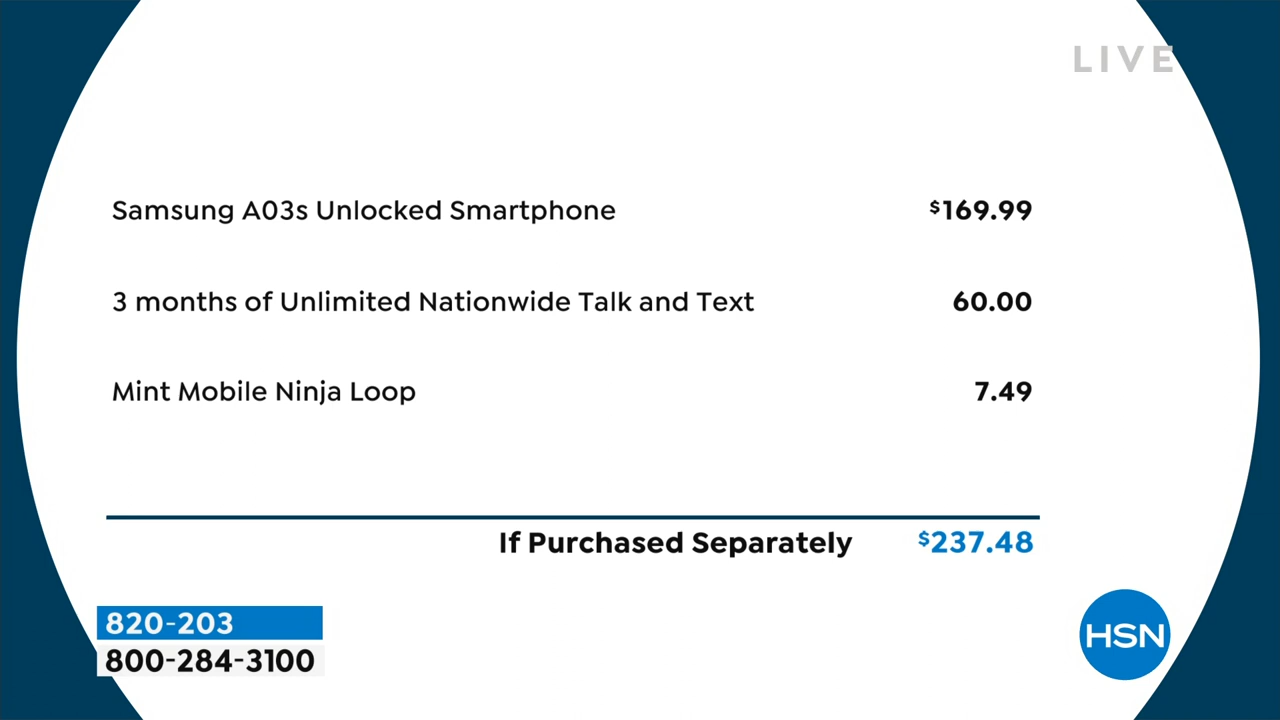 LIVE
Samsung A03s Unlocked Smartphone $169.99
3 months of Unlimited Nationwide Talk and Text 60.00
Mint Mobile Ninja Loop 7.49
If Purchased Separately $237.48
820-203
800-284-3100
HSN